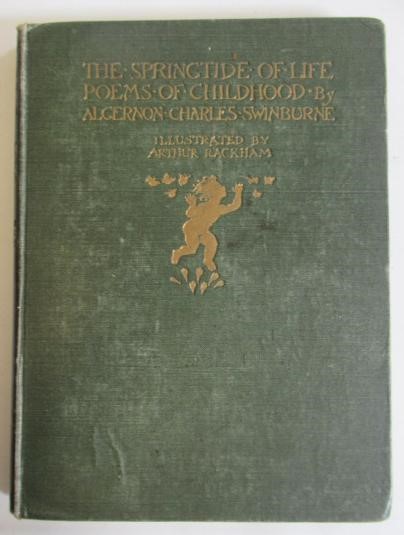 THE·SPRINGTIDE·OF·LIFE
POEMS·OF·CHILDHOOD·By
ALGERNON·CHARLES·SWINBURNE
ILLUSTRATED BY
ARTHUR RACKHAM